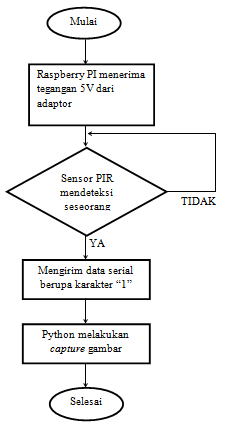 Mulai
Raspberry PI menerima
tegangan 5V dari
adaptor
Sensor PIR
mendeteksi
seseorang
TIDAK
YA
Mengirim data serial
berupa karakter “1”
Python melakukan
capture gambar
Selesai